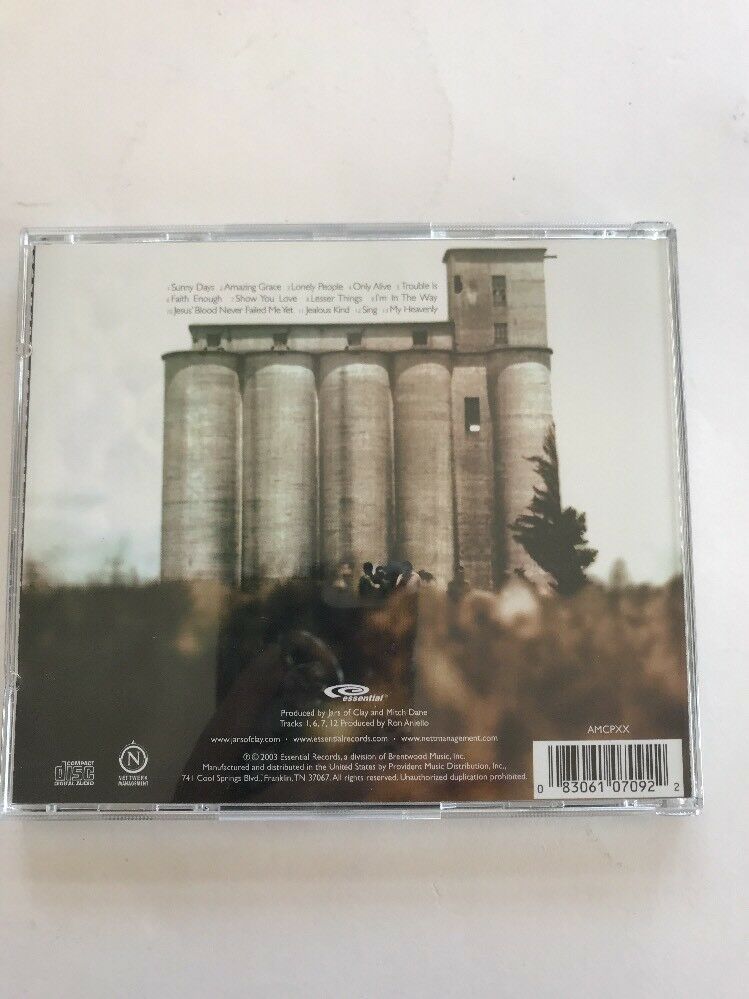 1 Sunny Days 2 Amazing Grace 3 Lonely People 4 Only Alive 5 Trouble Is
6 Faith Enough 7 Show You Love 8 Lesser Things 9 I'm In The Way
10 Jesus' Blood Never Failed Me Yet 11 Jealous Kind 12 Sing 13 My Heavenly
essential™
Produced by Jars of Clay and Mitch Dane
Tracks 1, 6, 7, 12 Produced by Ron Aniello
www.jarsofclay.com · www.essentialrecords.com · www.nettmanagement.com
AMCPXX
COMPACT
disc
DIGITAL AUDIO
N
NETTWERK
MANAGEMENT
℗ © 2003 Essential Records, a division of Brentwood Music, Inc.
Manufactured and distributed in the United States by Provident Music Distribution, Inc.,
741 Cool Springs Blvd., Franklin, TN 37067. All rights reserved. Unauthorized duplication prohibited.
0 83061 07092 2